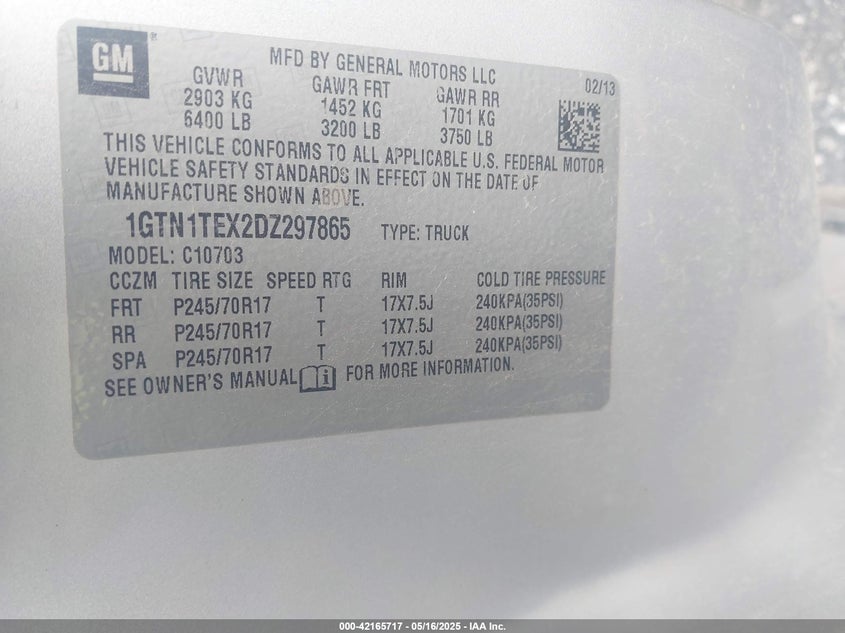 GM
MFD BY GENERAL MOTORS LLC
02/13
GVWR GAWR FRT GAWR RR
2903 KG 1452 KG 1701 KG
6400 LB 3200 LB 3750 LB
THIS VEHICLE CONFORMS TO ALL APPLICABLE U.S. FEDERAL MOTOR
VEHICLE SAFETY STANDARDS IN EFFECT ON THE DATE OF
MANUFACTURE SHOWN ABOVE.
1GTN1TEX2DZ297865 TYPE: TRUCK
MODEL: C10703
CCZM TIRE SIZE SPEED RTG RIM COLD TIRE PRESSURE
FRT P245/70R17 T 17X7.5J 240KPA(35PSI)
RR P245/70R17 T 17X7.5J 240KPA(35PSI)
SPA P245/70R17 T 17X7.5J 240KPA(35PSI)
SEE OWNER'S MANUAL i FOR MORE INFORMATION.
000-42165717 - 05/16/2025 - IAA Inc.